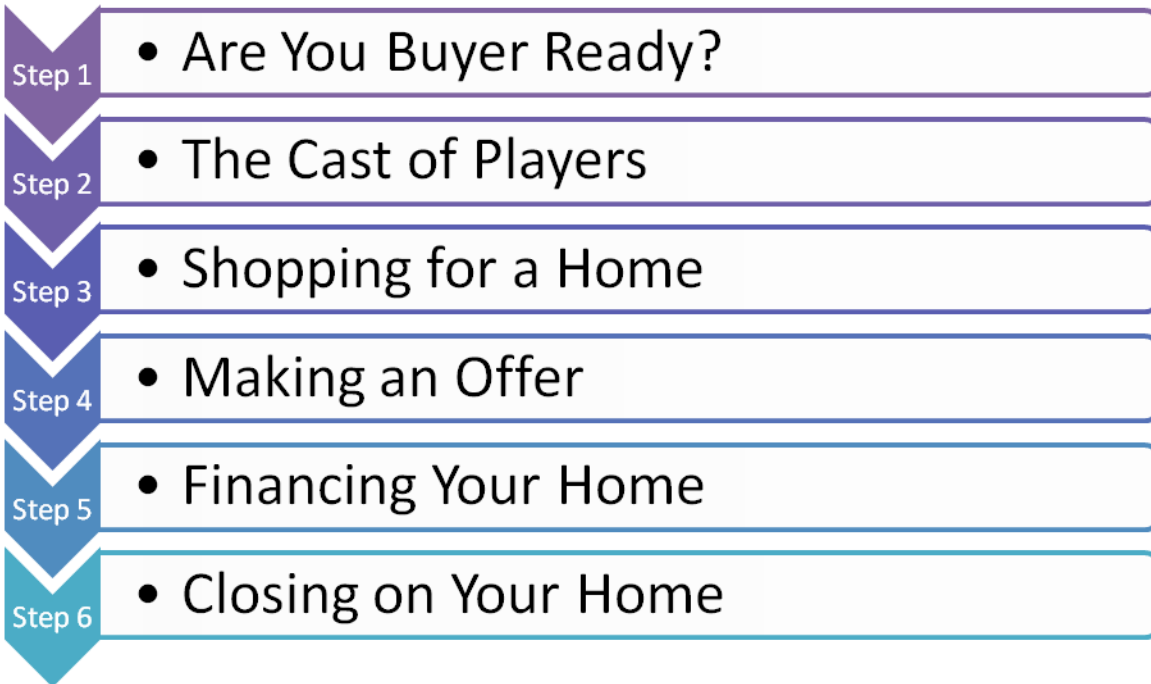 Step 1 • Are You Buyer Ready?
Step 2 • The Cast of Players
Step 3 • Shopping for a Home
Step 4 • Making an Offer
Step 5 • Financing Your Home
Step 6 • Closing on Your Home